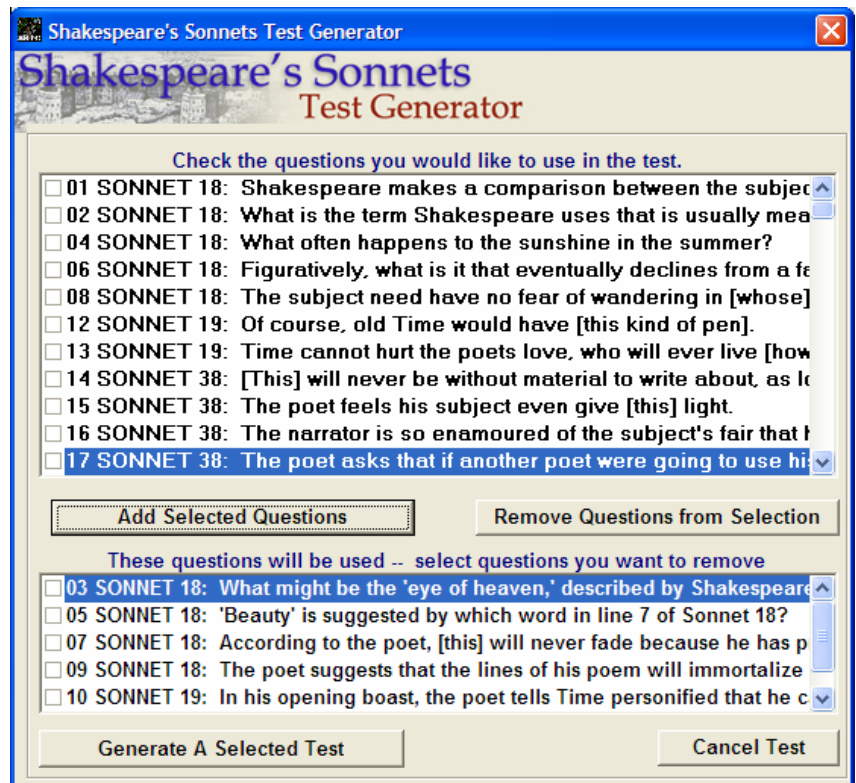 Shakespeare's Sonnets Test Generator
Shakespeare's Sonnets
Test Generator
Check the questions you would like to use in the test.
01 SONNET 18: Shakespeare makes a comparison between the subjec
02 SONNET 18: What is the term Shakespeare uses that is usually mea
04 SONNET 18: What often happens to the sunshine in the summer?
06 SONNET 18: Figuratively, what is it that eventually declines from a fa
08 SONNET 18: The subject need have no fear of wandering in [whose]
12 SONNET 19: Of course, old Time would have [this kind of pen].
13 SONNET 19: Time cannot hurt the poets love, who will ever live [how
14 SONNET 38: [This] will never be without material to write about, as lo
15 SONNET 38: The poet feels his subject even give [this] light.
16 SONNET 38: The narrator is so enamoured of the subject's fair that
17 SONNET 38: The poet asks that if another poet were going to use his
Add Selected Questions Remove Questions from Selection
These questions will be used -- select questions you want to remove
03 SONNET 18: What might be the 'eye of heaven,' described by Shakespeare
05 SONNET 18: 'Beauty' is suggested by which word in line 7 of Sonnet 18?
07 SONNET 18: According to the poet, [this] will never fade because he has p
09 SONNET 18: The poet suggests that the lines of his poem will immortalize
10 SONNET 19: In his opening boast, the poet tells Time personified that he c
Generate A Selected Test Cancel Test